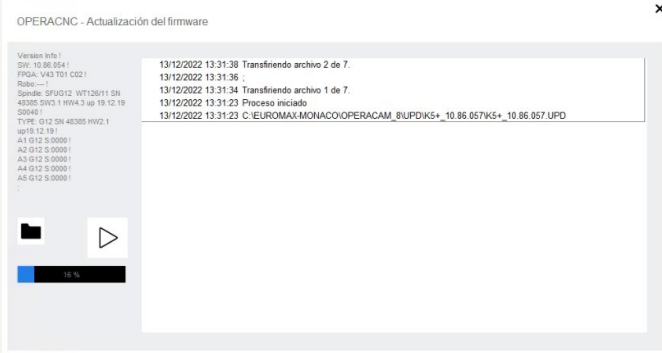 OPERACNC - Actualización del firmware
Version Info !
SW: 10.86.054 !
FPGA: V43 T01 C02 !
Robo:--- !
Spindle: SFUG12 WT126/11 SN
48385 SW3.1 HW4.3 up 19.12.19
S0040 !
TYPE: G12 SN 48385 HW2.1
up19.12.19 !
A1 G12 S:0000 !
A2 G12 S:0000 !
A3 G12 S:0000 !
A4 G12 S:0000 !
A5 G12 S:0000 !
;
13/12/2022 13:31:38 Transfiriendo archivo 2 de 7.
13/12/2022 13:31:36 ;
13/12/2022 13:31:34 Transfiriendo archivo 1 de 7.
13/12/2022 13:31:23 Proceso iniciado
13/12/2022 13:31:23 C:\EUROMAX-MONACO\OPERACAM_8\UPD\K5+_10.86.057\K5+_10.86.057.UPD
16 %